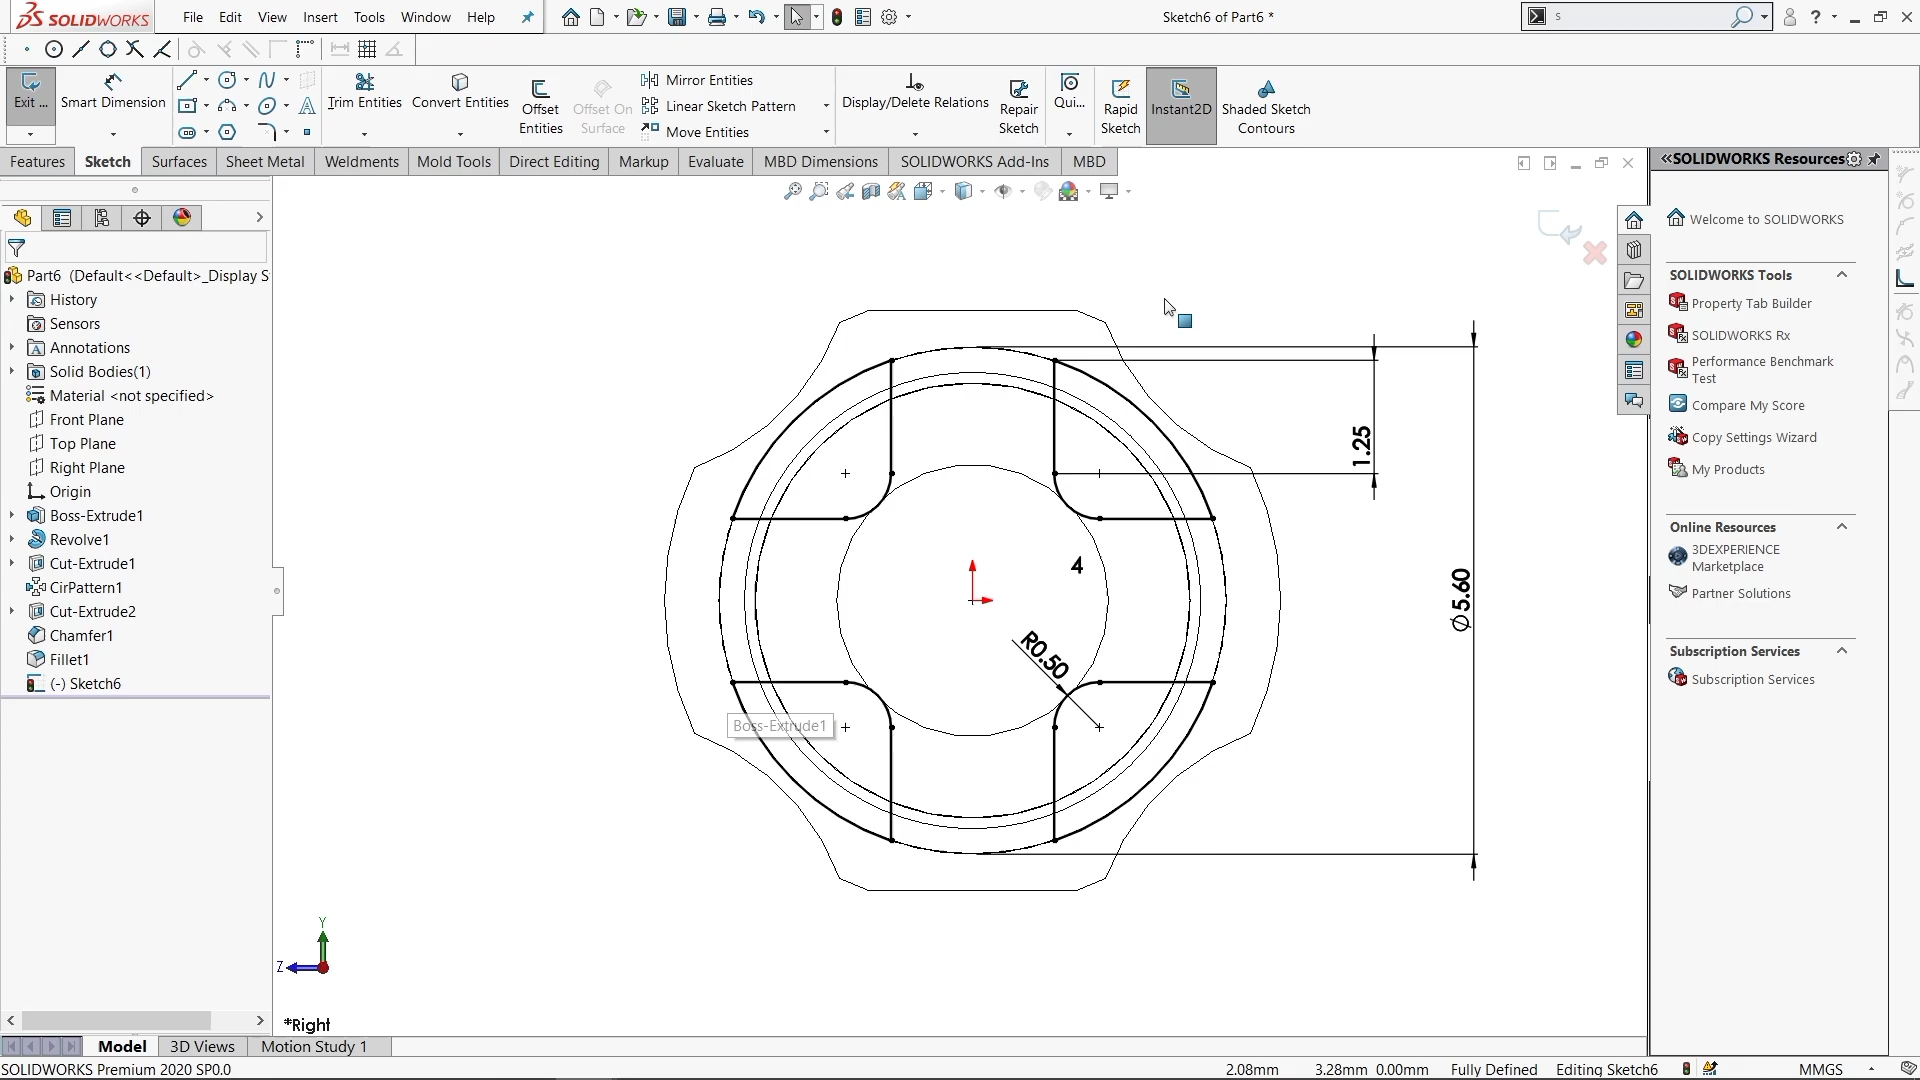 SOLIDWORKS File Edit View Insert Tools Window Help Sketch6 of Part6 * s ?
Exit ... Smart Dimension Trim Entities Convert Entities Offset Entities Offset On Surface Mirror Entities Linear Sketch Pattern Move Entities Display/Delete Relations Repair Sketch Qui... Rapid Sketch Instant2D Shaded Sketch Contours
Features Sketch Surfaces Sheet Metal Weldments Mold Tools Direct Editing Markup Evaluate MBD Dimensions SOLIDWORKS Add-Ins MBD
Part6 (Default<<Default>_Display S
History
Sensors
Annotations
Solid Bodies(1)
Material <not specified>
Front Plane
Top Plane
Right Plane
Origin
Boss-Extrude1
Revolve1
Cut-Extrude1
CirPattern1
Cut-Extrude2
Chamfer1
Fillet1
(-) Sketch6
1.25
4
∅5.60
R0.50
Boss-Extrude1
Y
Z
*Right
SOLIDWORKS Resources
Welcome to SOLIDWORKS
SOLIDWORKS Tools
Property Tab Builder
SOLIDWORKS Rx
Performance Benchmark
Test
Compare My Score
Copy Settings Wizard
My Products
Online Resources
3DEXPERIENCE
Marketplace
Partner Solutions
Subscription Services
Subscription Services
Model 3D Views Motion Study 1
SOLIDWORKS Premium 2020 SP0.0 2.08mm 3.28mm 0.00mm Fully Defined Editing Sketch6 MMGS